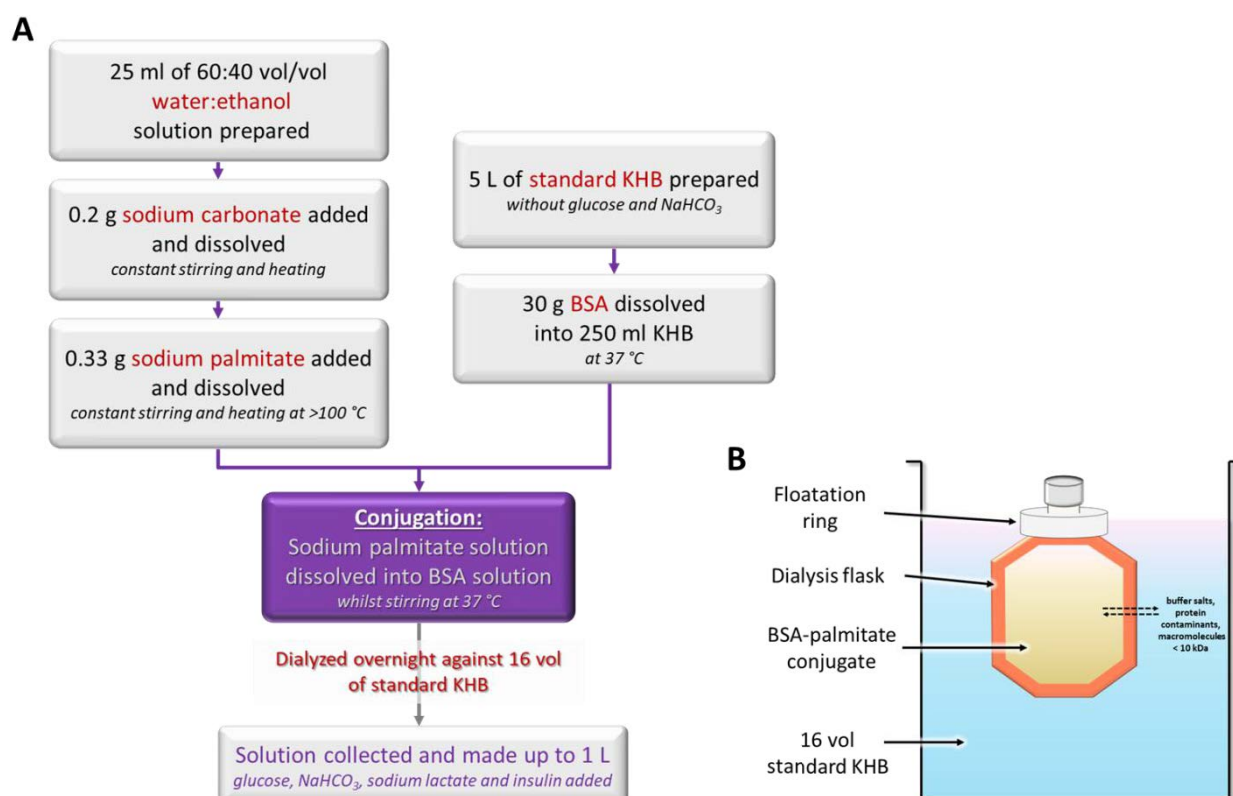 A
25 ml of 60:40 vol/vol
water:ethanol
solution prepared
0.2 g sodium carbonate added
and dissolved
constant stirring and heating
0.33 g sodium palmitate added
and dissolved
constant stirring and heating at >100 °C
5 L of standard KHB prepared
without glucose and NaHCO₃
30 g BSA dissolved
into 250 ml KHB
at 37 °C
Conjugation:
Sodium palmitate solution
dissolved into BSA solution
whilst stirring at 37 °C
Dialyzed overnight against 16 vol
of standard KHB
Solution collected and made up to 1 L
glucose, NaHCO₃, sodium lactate and insulin added
B
Floatation
ring
Dialysis flask
BSA-palmitate
conjugate
16 vol
standard KHB
buffer salts,
protein
contaminants,
macromolecules
< 10 kDa